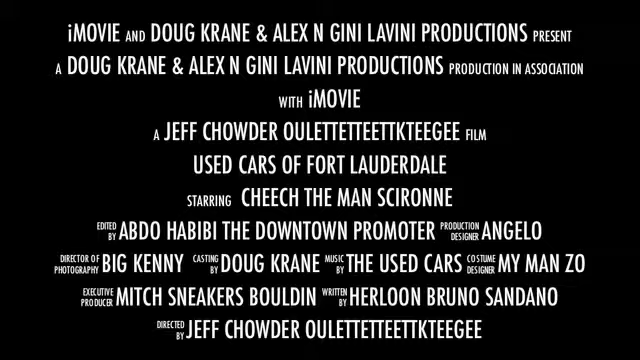 iMOVIE AND DOUG KRANE & ALEX N GINI LAVINI PRODUCTIONS PRESENT
A DOUG KRANE & ALEX N GINI LAVINI PRODUCTIONS PRODUCTION IN ASSOCIATION
WITH iMOVIE
A JEFF CHOWDER OULETTETTEETTKTEEGEE FILM
USED CARS OF FORT LAUDERDALE
STARRING CHEECH THE MAN SCIRONNE
EDITED BY ABDO HABIBI THE DOWNTOWN PROMOTER PRODUCTION DESIGNER ANGELO
DIRECTOR OF PHOTOGRAPHY BIG KENNY CASTING BY DOUG KRANE MUSIC BY THE USED CARS COSTUME DESIGNER MY MAN ZO
EXECUTIVE PRODUCER MITCH SNEAKERS BOULDIN WRITTEN BY HERLOON BRUNO SANDANO
DIRECTED BY JEFF CHOWDER OULETTETTEETTKTEEGEE